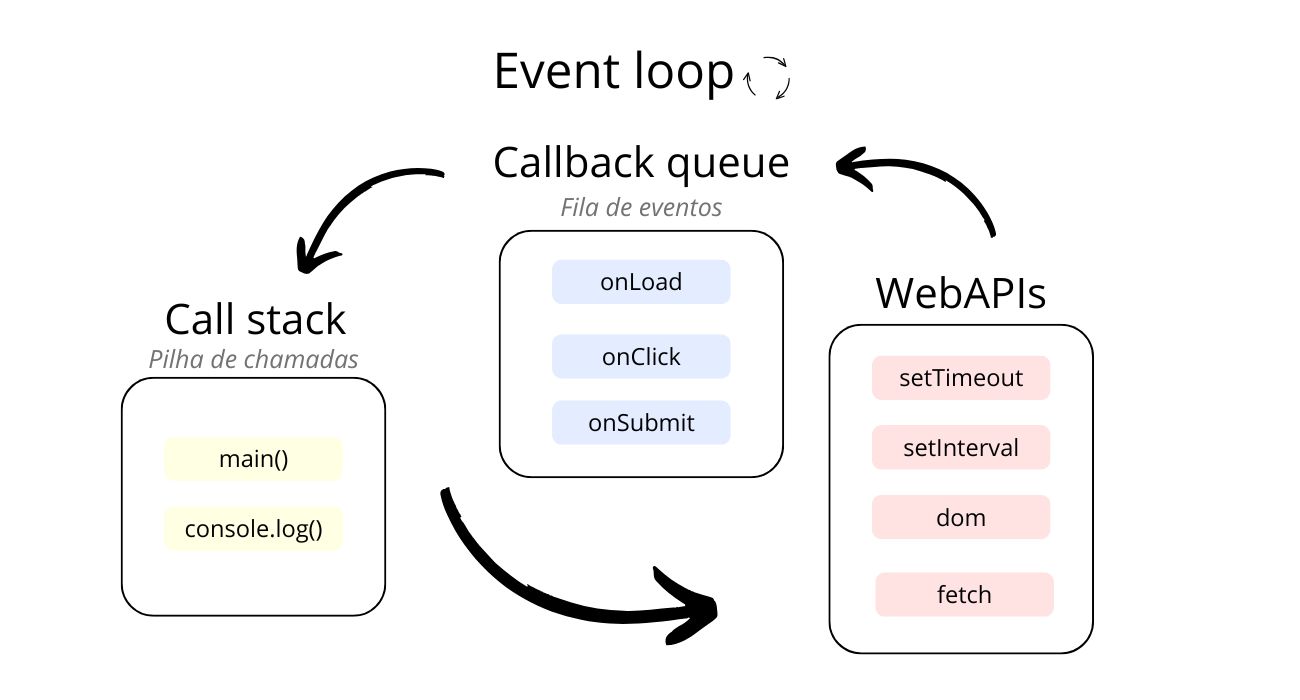 Event loop
Callback queue
Fila de eventos
onLoad
onClick
onSubmit
Call stack
Pilha de chamadas
main()
console.log()
WebAPIs
setTimeout
setInterval
dom
fetch